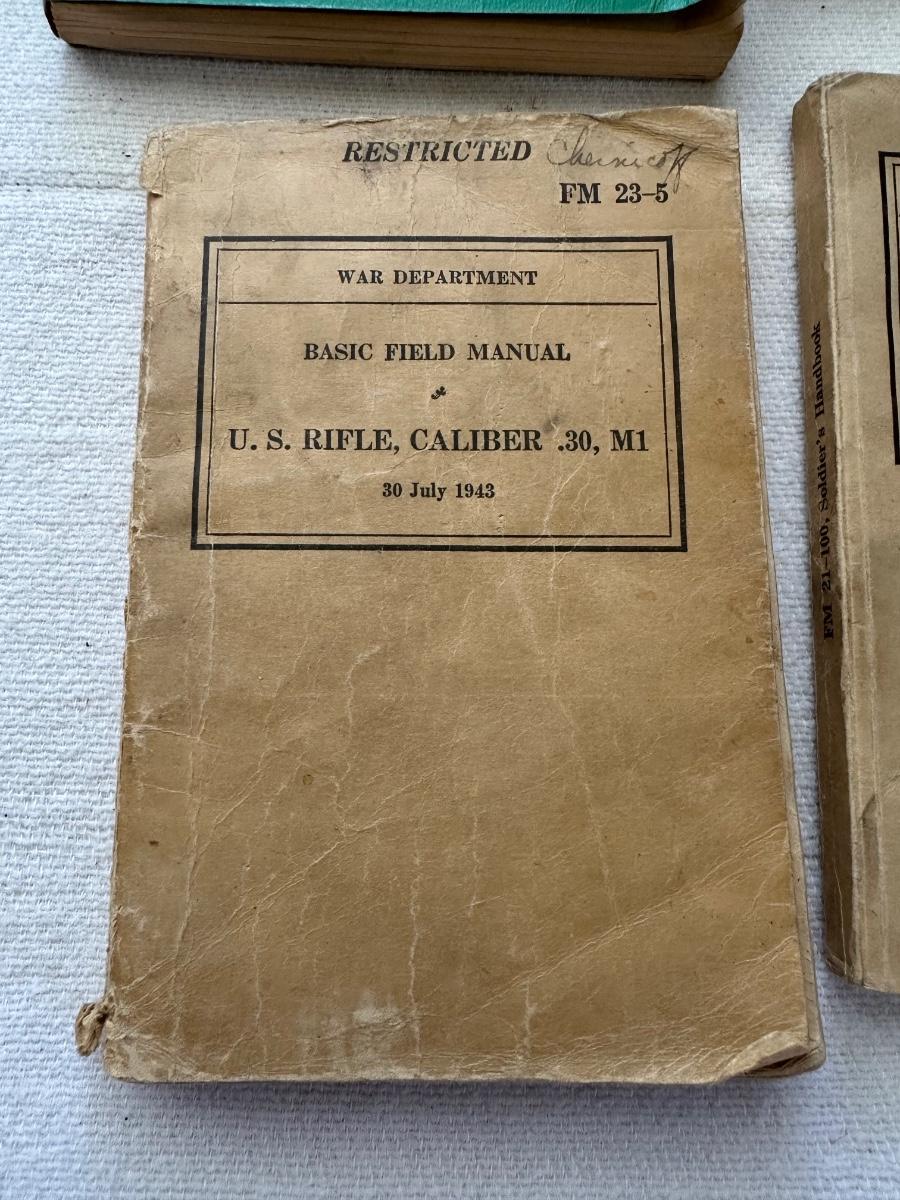 RESTRICTED
FM 23-5
WAR DEPARTMENT
BASIC FIELD MANUAL
U. S. RIFLE, CALIBER .30, M1
30 July 1943
FM 21-100, Soldier's Handbook